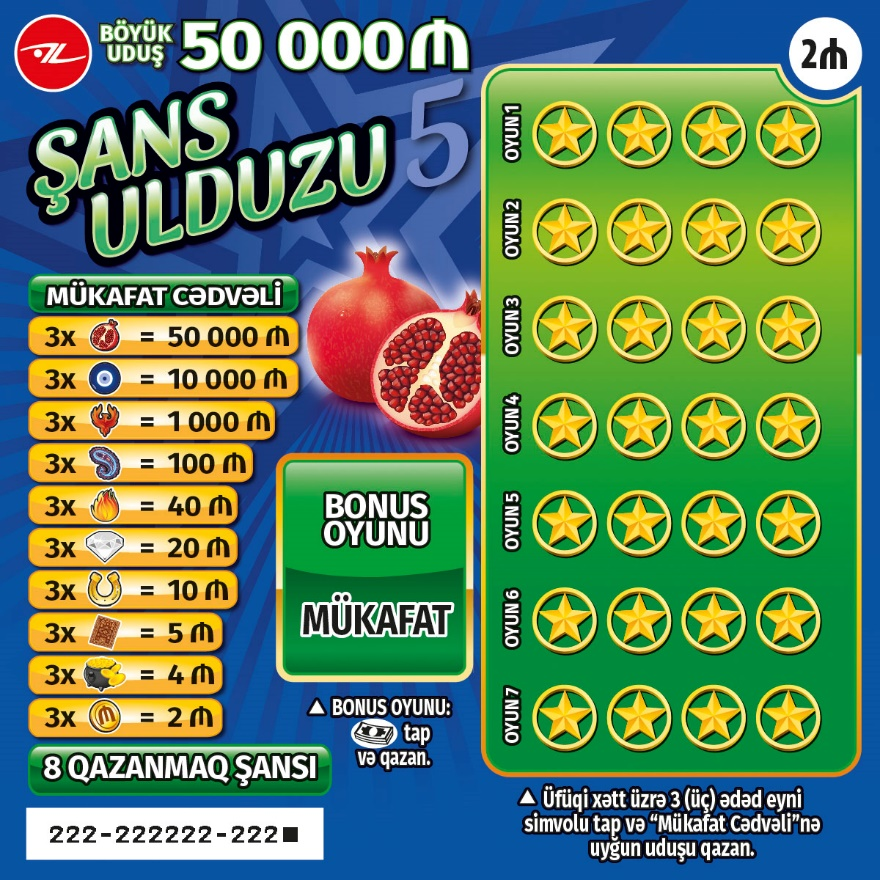 BÖYÜK
UDUŞ 50 000 ₼
2₼
ŞANS
ULDUZU 5
MÜKAFAT CƏDVƏLİ
3x = 50 000 ₼
3x = 10 000 ₼
3x = 1 000 ₼
3x = 100 ₼
3x = 40 ₼
3x = 20 ₼
3x = 10 ₼
3x = 5 ₼
3x = 4 ₼
3x = 2 ₼
8 QAZANMAQ ŞANSI
222-222222-222■
BONUS
OYUNU
MÜKAFAT
▲ BONUS OYUNU:
tap
və qazan.
OYUN 1
OYUN 2
OYUN 3
OYUN 4
OYUN 5
OYUN 6
OYUN 7
▲ Üfüqi xətt üzrə 3 (üç) ədəd eyni
simvolu tap və “Mükafat Cədvəli”nə
uyğun uduşu qazan.